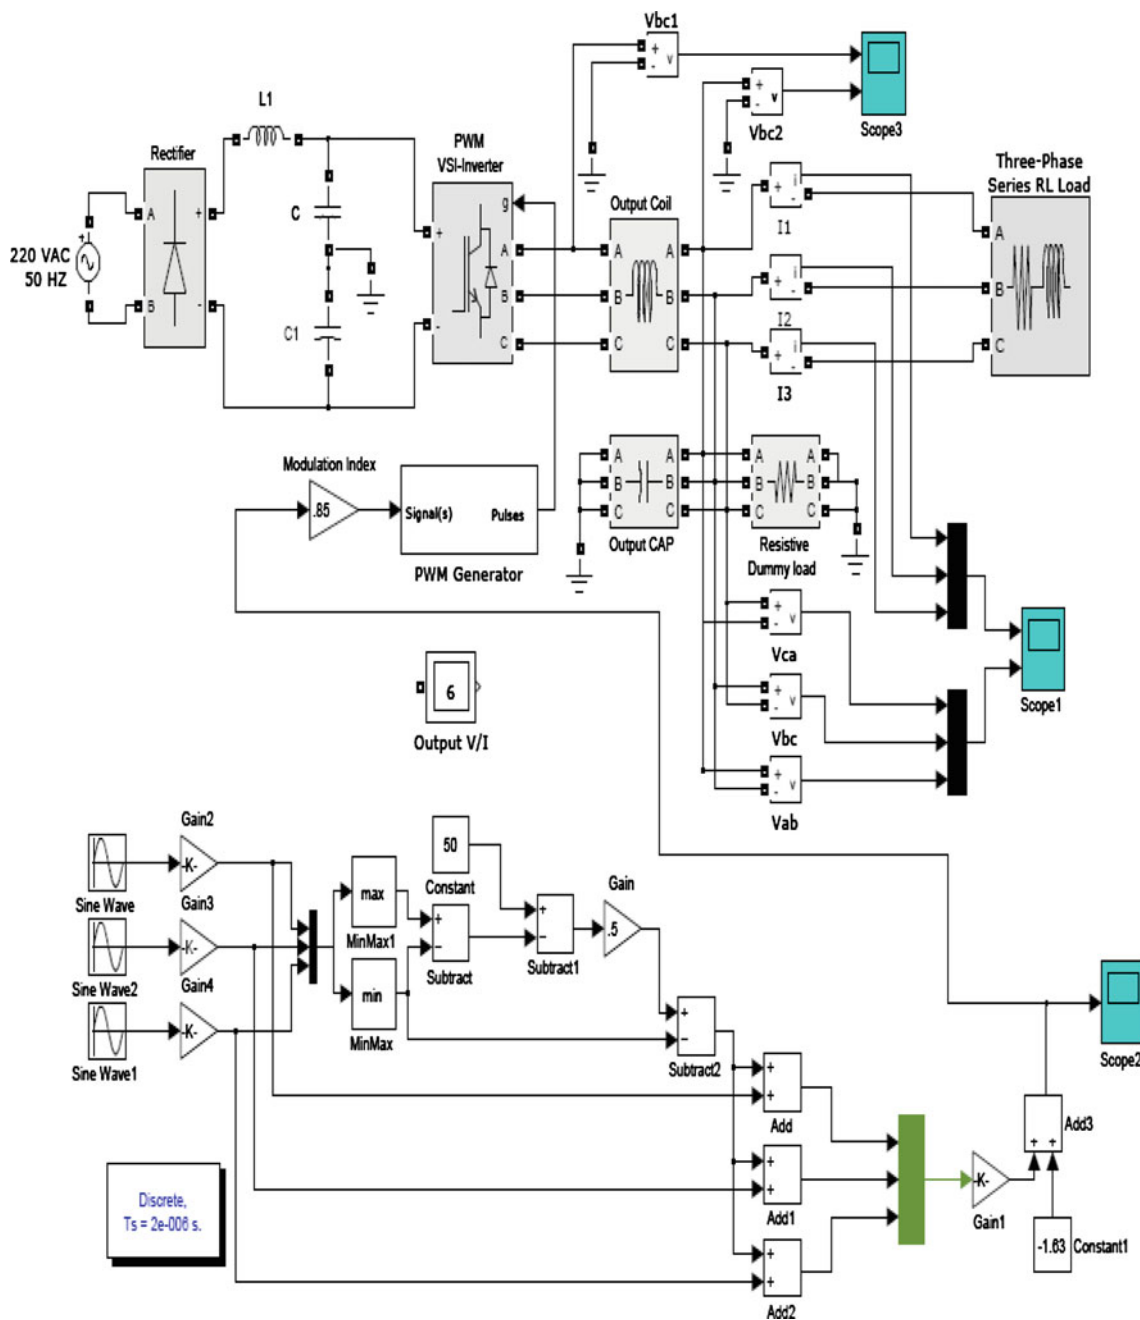 Vbc1
+
-
v
Scope3
+
-
v
Vbc2
L1
Rectifier
A
+
B
-
220 VAC
50 HZ
C
C1
PWM
VSI-Inverter
g
+
A
B
-
C
Output Coil
A
A
B
B
C
C
i
+
-
I1
i
+
-
I2
i
+
-
I3
Three-Phase
Series RL Load
A
B
C
Modulation Index
.85
Signal(s)
Pulses
PWM Generator
A
A
B
B
C
C
Output CAP
A
A
B
B
C
C
Resistive
Dummy load
+
-
v
Vca
+
-
v
Vbc
+
-
v
Vab
Scope1
6
Output V/I
Sine Wave
Gain2
-K-
Sine Wave2
Gain3
-K-
Sine Wave1
Gain4
-K-
max
MinMax1
min
MinMax
50
Constant
+
−
Subtract
+
−
Subtract1
Gain
.5
+
−
Subtract2
+
+
Add
+
+
Add1
+
+
Add2
-K-
Gain1
+
+
Add3
-1.63
Constant1
Scope2
Discrete,
Ts = 2e-006 s.